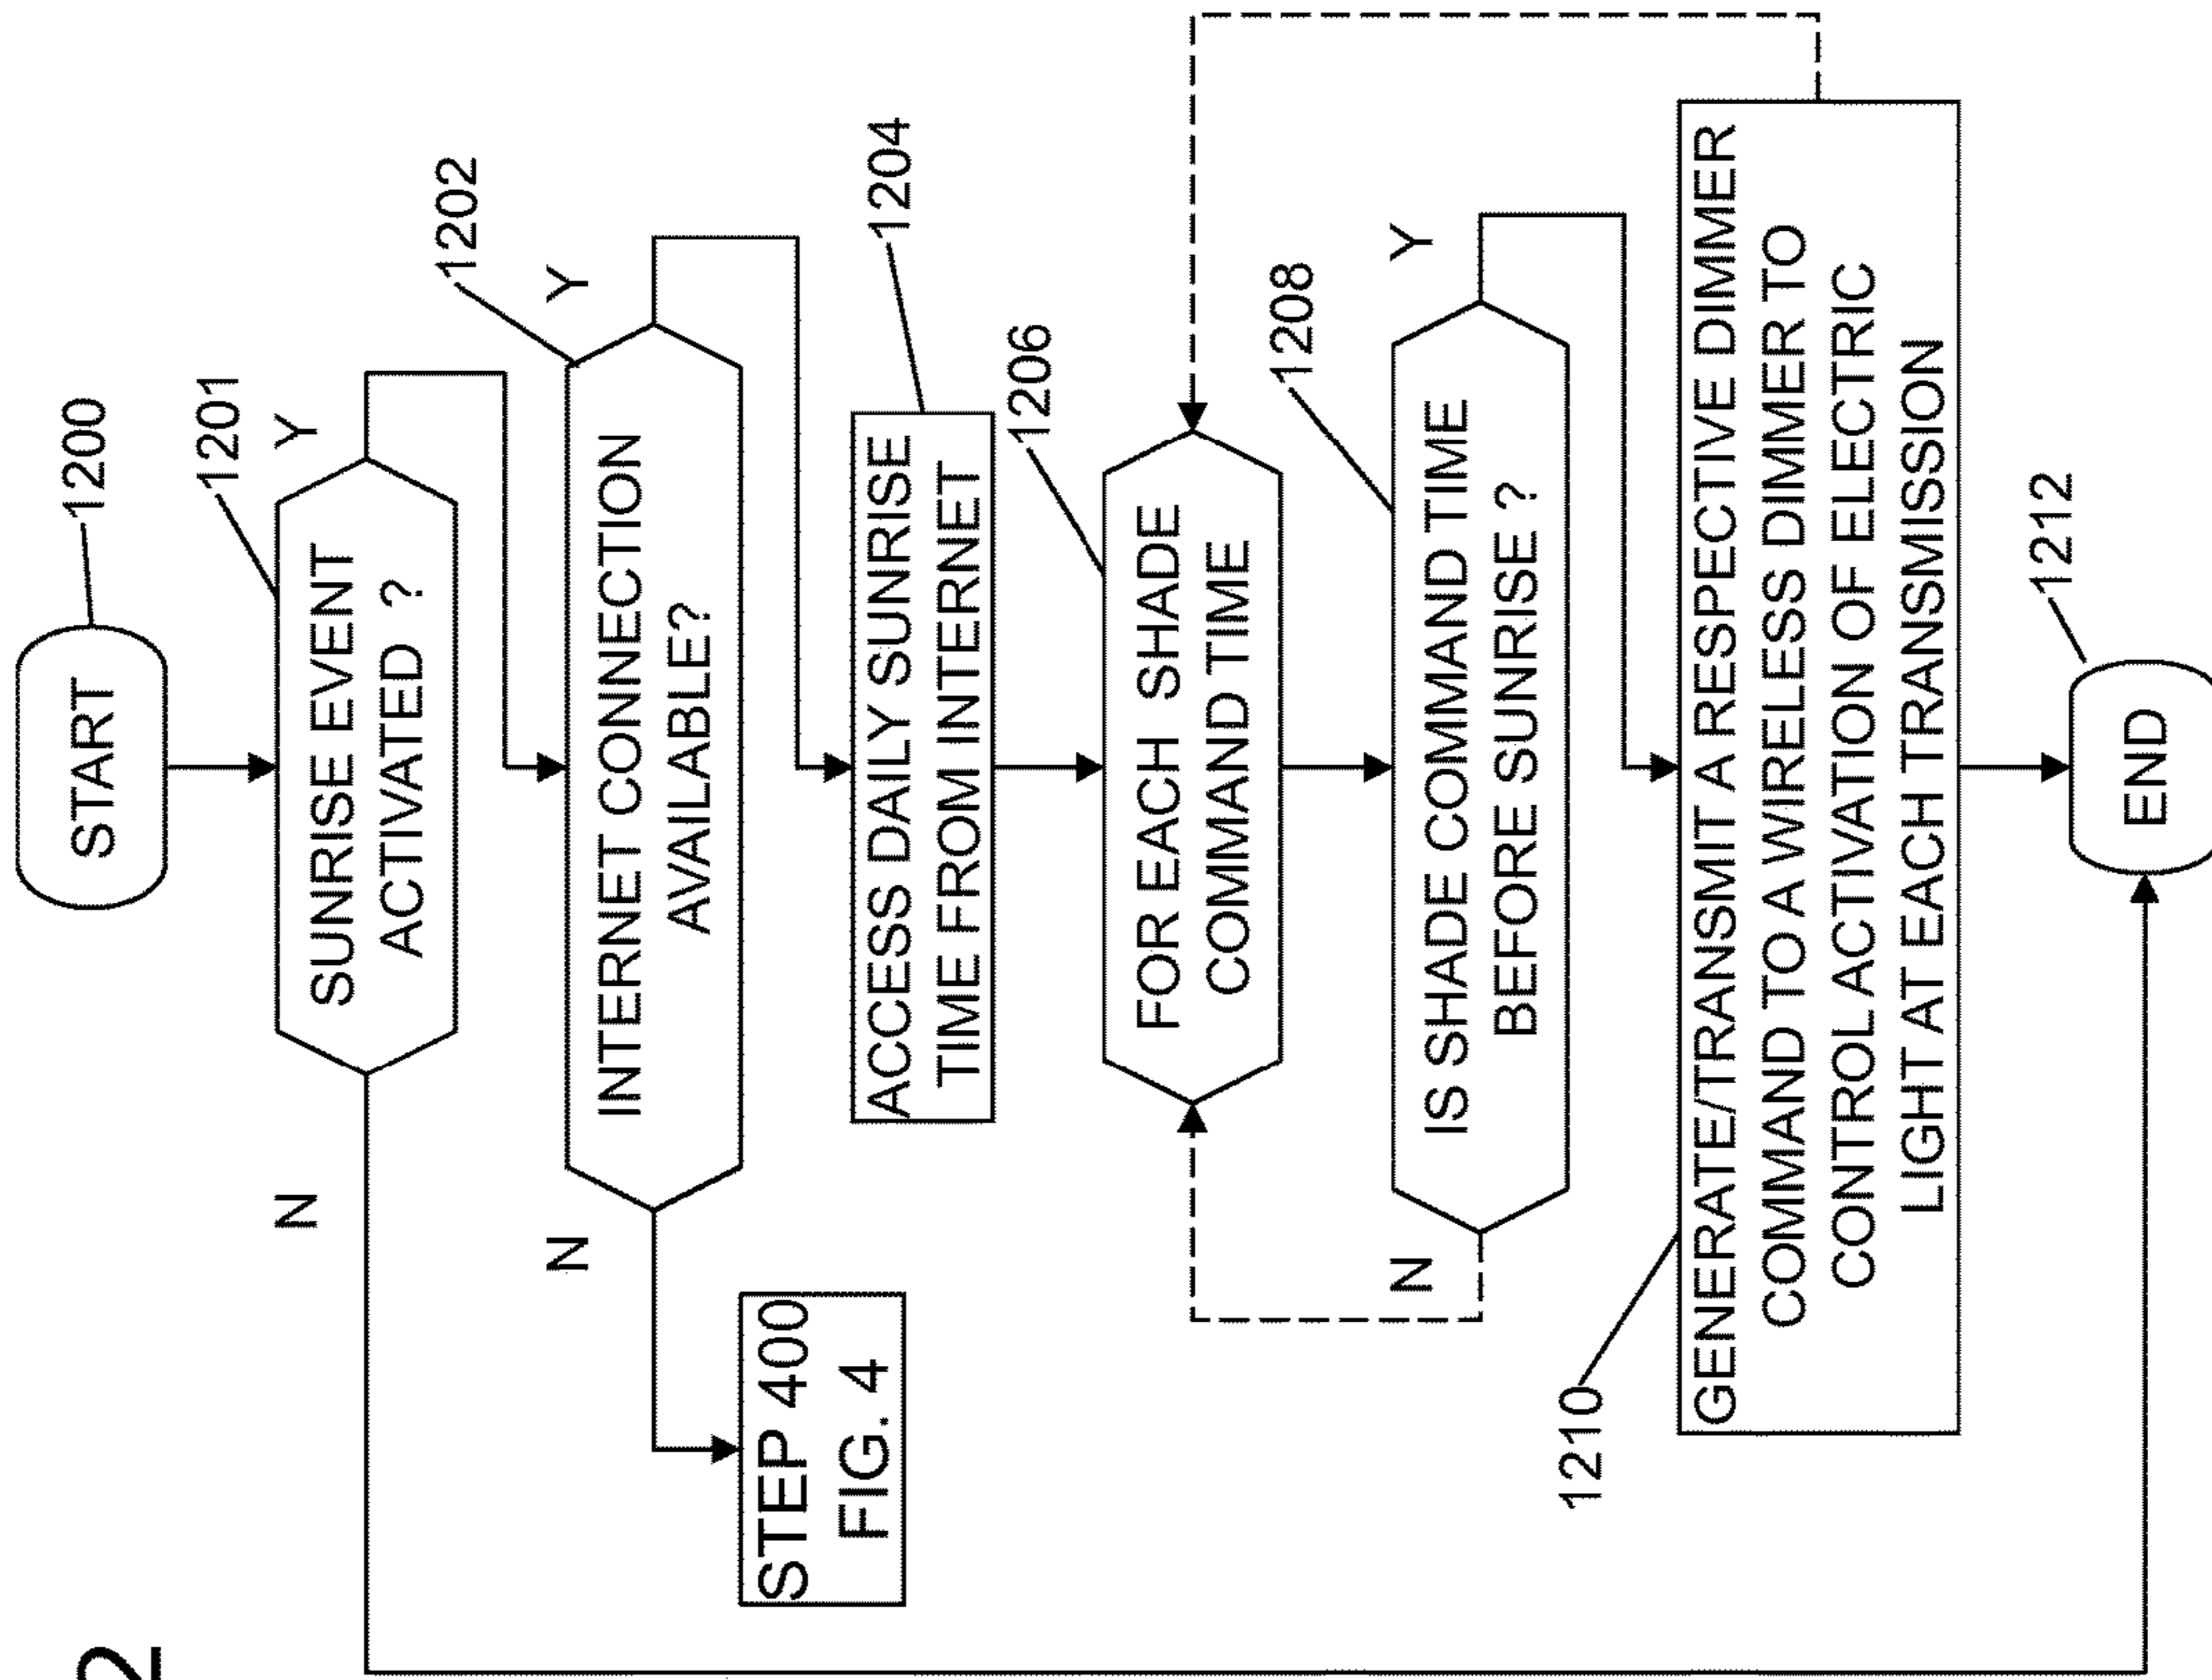 2
START
1200
SUNRISE EVENT
ACTIVATED ?
1201
Y
N
INTERNET CONNECTION
AVAILABLE?
1202
Y
N
STEP 400
FIG. 4
ACCESS DAILY SUNRISE
TIME FROM INTERNET
1204
FOR EACH SHADE
COMMAND TIME
1206
IS SHADE COMMAND TIME
BEFORE SUNRISE ?
1208
Y
N
GENERATE/TRANSMIT A RESPECTIVE DIMMER
COMMAND TO A WIRELESS DIMMER TO
CONTROL ACTIVATION OF ELECTRIC
LIGHT AT EACH TRANSMISSION
1210
END
1212